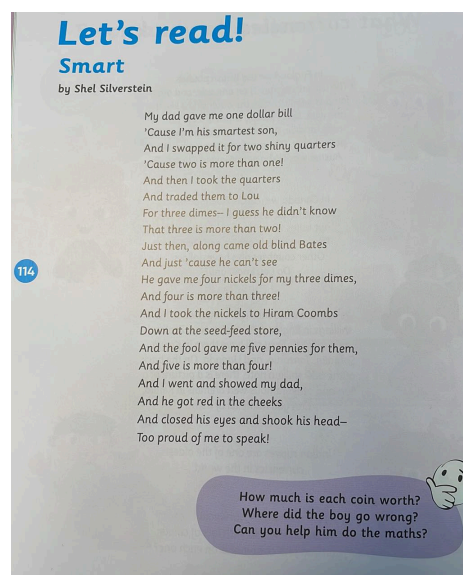 Let's read!
Smart
by Shel Silverstein
My dad gave me one dollar bill
'Cause I'm his smartest son,
And I swapped it for two shiny quarters
'Cause two is more than one!
And then I took the quarters
And traded them to Lou
For three dimes– I guess he didn't know
That three is more than two!
Just then, along came old blind Bates
And just 'cause he can't see
He gave me four nickels for my three dimes,
And four is more than three!
And I took the nickels to Hiram Coombs
Down at the seed-feed store,
And the fool gave me five pennies for them,
And five is more than four!
And I went and showed my dad,
And he got red in the cheeks
And closed his eyes and shook his head–
Too proud of me to speak!
114
How much is each coin worth?
Where did the boy go wrong?
Can you help him do the maths?